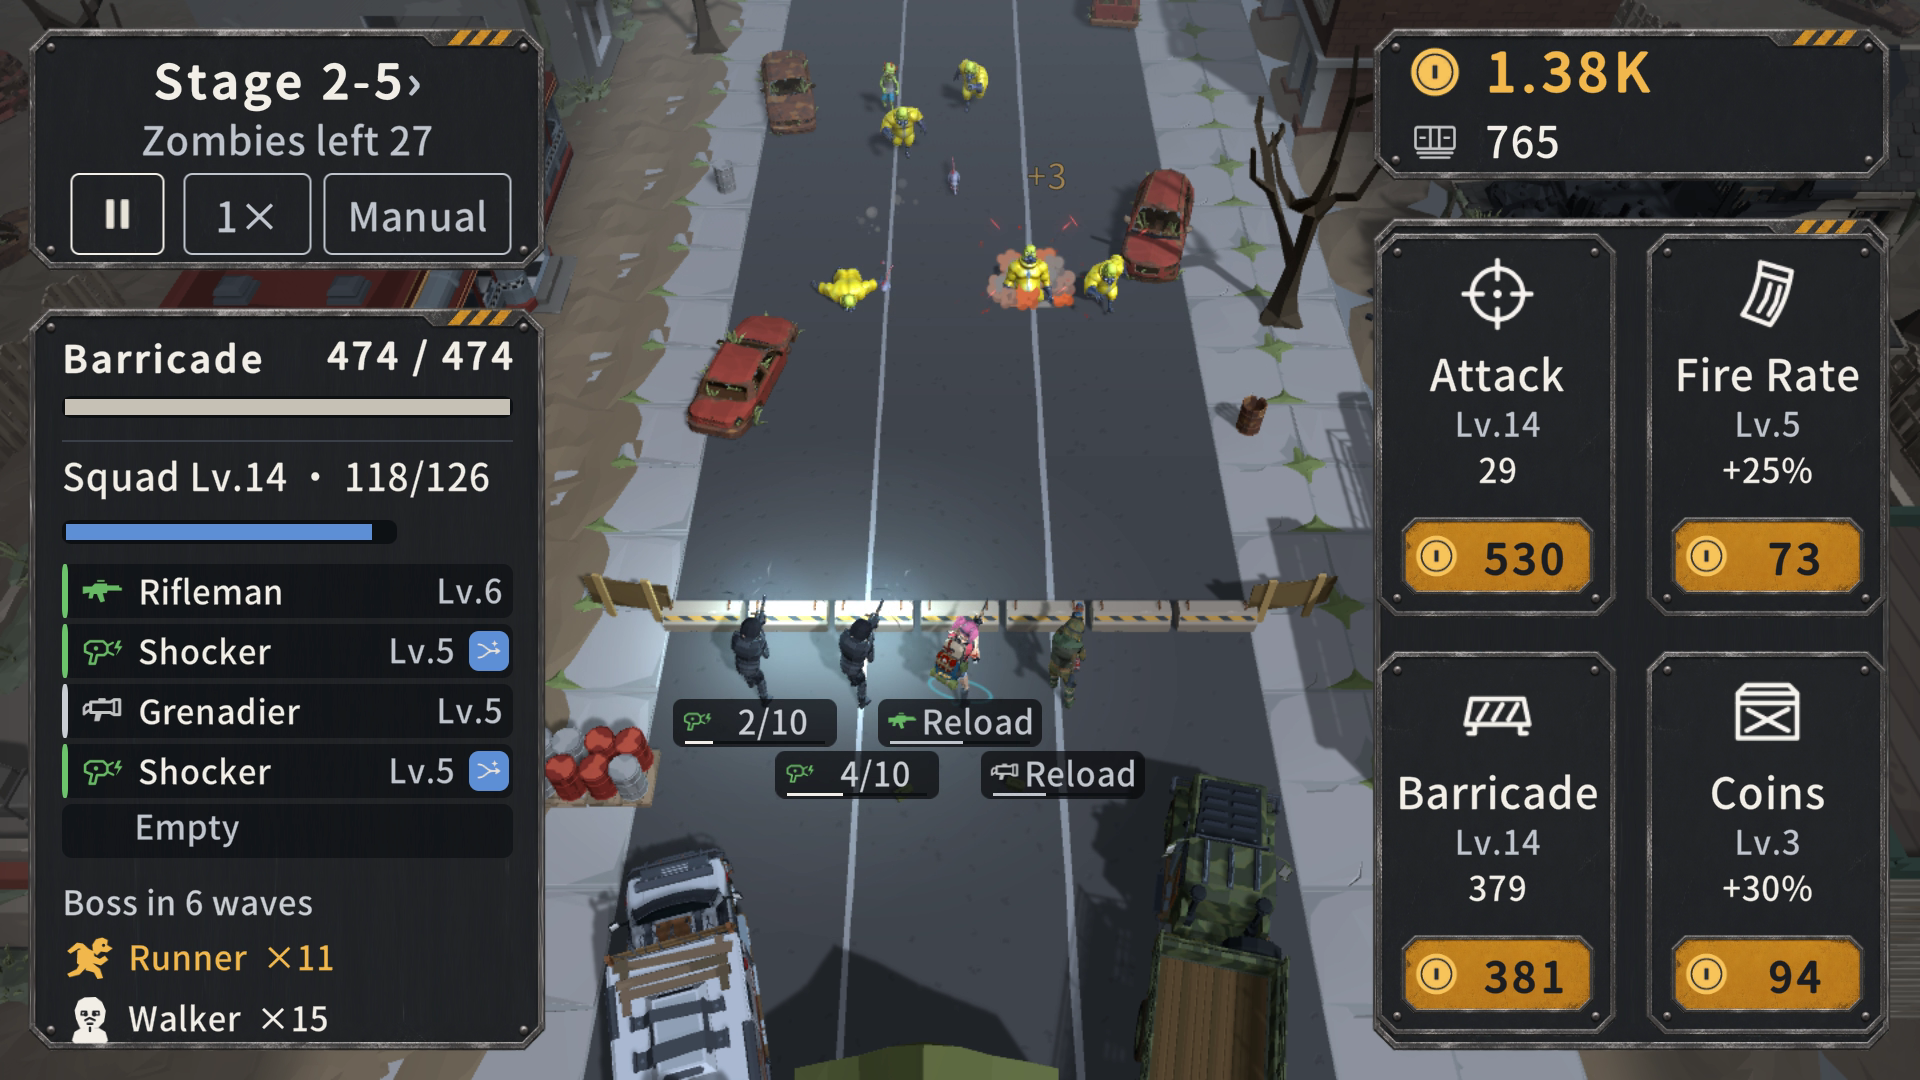 Stage 2-5›
Zombies left 27
1×
Manual
Barricade 474 / 474
Squad Lv.14 • 118/126
Rifleman Lv.6
Shocker Lv.5
Grenadier Lv.5
Shocker Lv.5
Empty
Boss in 6 waves
Runner ×11
Walker ×15
+3
2/10
Reload
4/10
Reload
1.38K
765
Attack
Lv.14
29
530
Fire Rate
Lv.5
+25%
73
Barricade
Lv.14
379
381
Coins
Lv.3
+30%
94